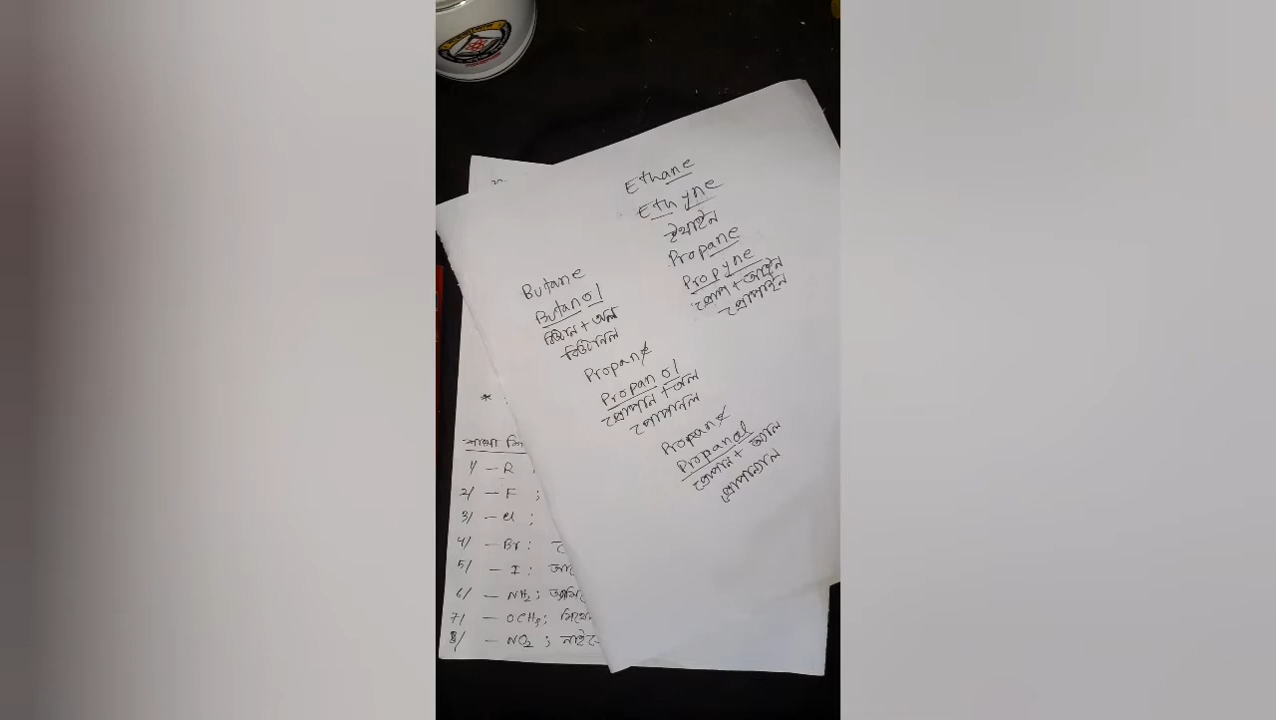 Ethane
Ethyne
ইথাইন
Propane
Propyne
প্রোপ + আইন
প্রোপাইন
Butane
Butanol
বিউটান + অল
বিউটানল
Propane
Propanol
প্রোপান + অল
প্রোপানল
Propane
Propanal
প্রোপান + অ্যাল
প্রোপান্যাল
*
শাখা
1/ – R ;
2/ – F ;
3/ – Cl ;
4/ – Br :
5/ – I :
6/ – NH₂ ;
7/ – OCH₃ ;
8/ – NO₂ ;